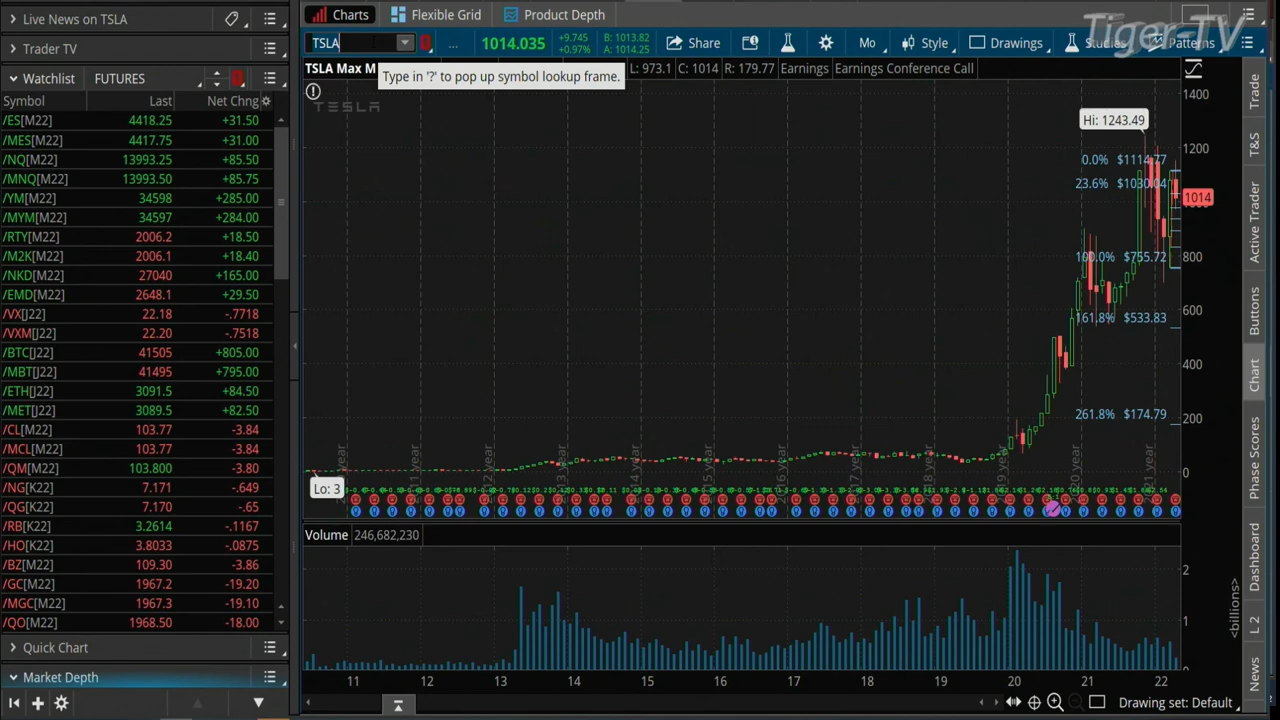 Live News on TSLA
Trader TV
Watchlist FUTURES
Symbol Last Net Chng
/ES[M22] 4418.25 +31.50
/MES[M22] 4417.75 +31.00
/NQ[M22] 13993.25 +85.50
/MNQ[M22] 13993.50 +85.75
/YM[M22] 34598 +285.00
/MYM[M22] 34597 +284.00
/RTY[M22] 2006.2 +18.50
/M2K[M22] 2006.1 +18.40
/NKD[M22] 27040 +165.00
/EMD[M22] 2648.1 +29.50
/VX[J22] 22.18 -.7718
/VXM[J22] 22.20 -.7518
/BTC[J22] 41505 +805.00
/MBT[J22] 41495 +795.00
/ETH[J22] 3091.5 +84.50
/MET[J22] 3089.5 +82.50
/CL[M22] 103.77 -3.84
/MCL[M22] 103.77 -3.84
/QM[M22] 103.800 -3.80
/NG[K22] 7.171 -.649
/QG[K22] 7.170 -.65
/RB[K22] 3.2614 -.1167
/HO[K22] 3.8033 -.0875
/BZ[M22] 109.30 -3.86
/GC[M22] 1967.2 -19.20
/MGC[M22] 1967.3 -19.10
/QO[M22] 1968.50 -18.00
Quick Chart
Market Depth
Charts Flexible Grid Product Depth
Tiger-TV
TSLA ... 1014.035 +9.745 +0.97% B: 1013.82 A: 1014.25 Share Mo Style Drawings Studies Patterns
TSLA Max M L: 973.1 C: 1014 R: 179.77 Earnings Earnings Conference Call
Type in '?' to pop up symbol lookup frame.
TESLA
Hi: 1243.49
0.0% $1114.77
23.6% $1030.04
100.0% $755.72
161.8% $533.83
261.8% $174.79
Lo: 3
1400
1200
1014
800
600
400
200
0
Volume 246,682,230
2
1
0
<billions>
11 12 13 14 15 16 17 18 19 20 21 22
Drawing set: Default
Trade
T&S
Active Trader
Buttons
Chart
Phase Scores
Dashboard
L 2
News